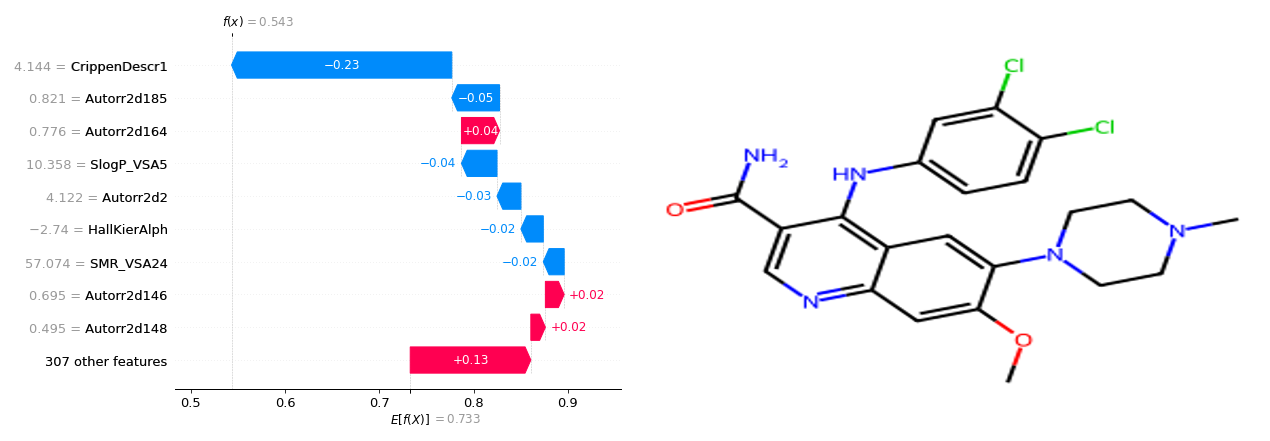 f(x) = 0.543
4.144 = CrippenDescr1
−0.23
0.821 = Autorr2d185
−0.05
0.776 = Autorr2d164
+0.04
10.358 = SlogP_VSA5
−0.04
4.122 = Autorr2d2
−0.03
−2.74 = HallKierAlph
−0.02
57.074 = SMR_VSA24
−0.02
0.695 = Autorr2d146
+0.02
0.495 = Autorr2d148
+0.02
307 other features
+0.13
0.5 0.6 0.7 0.8 0.9
E[f(X)] = 0.733
Cl
Cl
NH2
HN
O
N
N
N
O